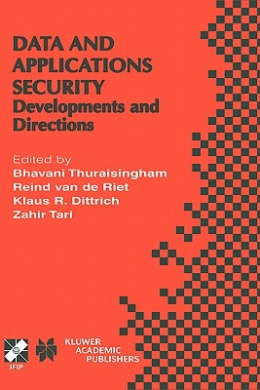 DATA AND
APPLICATIONS
SECURITY
Developments and
Directions
Edited by
Bhavani Thuraisingham
Reind van de Riet
Klaus R. Dittrich
Zahir Tari
IFIP
KLUWER
ACADEMIC
PUBLISHERS